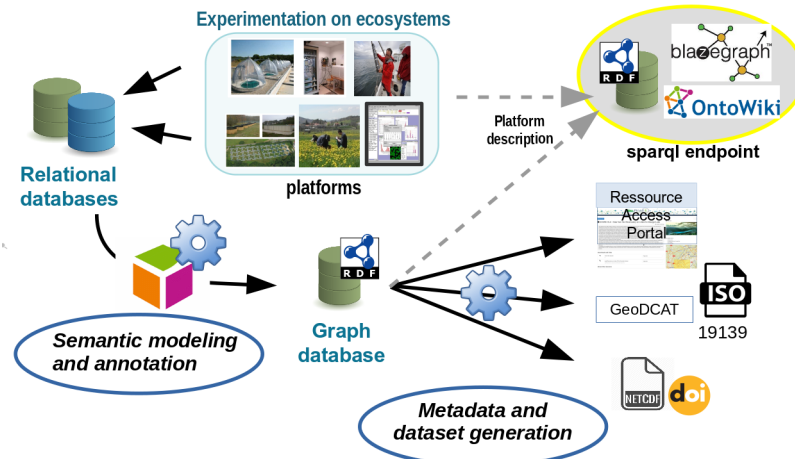 Experimentation on ecosystems
RDF
blazegraph™
OntoWiki
sparql endpoint
Platform
description
platforms
Relational
databases
Ressource
Access
Portal
RDF
GeoDCAT
ISO
19139
Graph
database
Semantic modeling
and annotation
NETCDF
doi
Metadata and
dataset generation